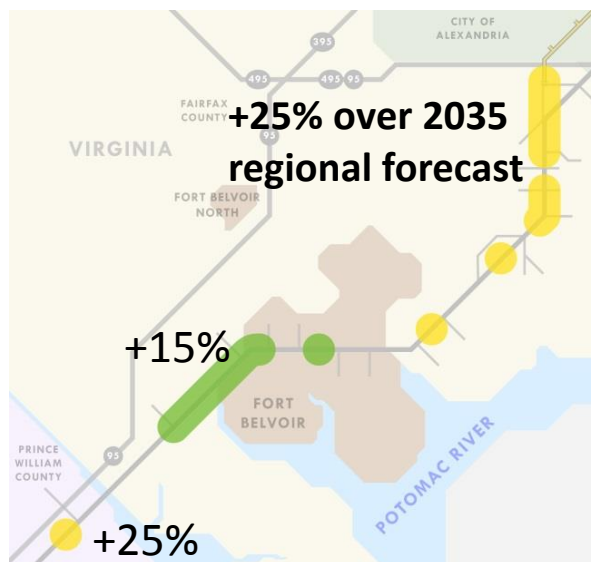 CITY OF
ALEXANDRIA
395
495
495
95
FAIRFAX
COUNTY
+25% over 2035
regional forecast
95
VIRGINIA
FORT BELVOIR
NORTH
+15%
FORT
BELVOIR
PRINCE
WILLIAM
COUNTY
95
POTOMAC RIVER
+25%